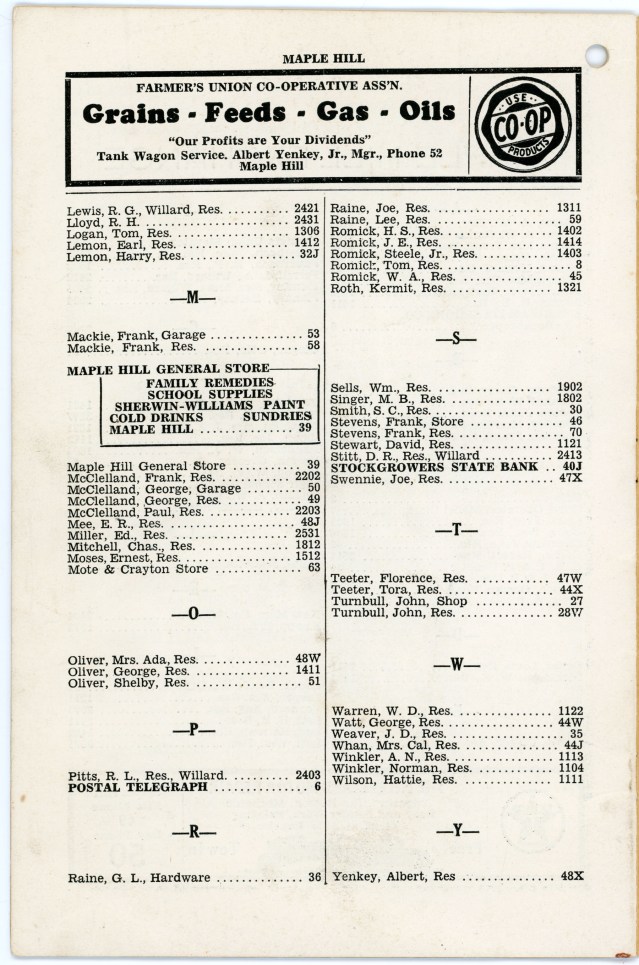 MAPLE HILL
FARMER'S UNION CO-OPERATIVE ASS'N.
Grains - Feeds - Gas - Oils
"Our Profits are Your Dividends"
Tank Wagon Service. Albert Yenkey, Jr., Mgr., Phone 52
Maple Hill
USE
CO-OP
PRODUCTS
Lewis, R. G., Willard, Res. .......... 2421
Lloyd, R. H. ........................ 2431
Logan, Tom, Res. .................... 1306
Lemon, Earl, Res. ................... 1412
Lemon, Harry, Res. .................. 32J
—M—
Mackie, Frank, Garage ............... 53
Mackie, Frank, Res. ................. 58
MAPLE HILL GENERAL STORE
FAMILY REMEDIES
SCHOOL SUPPLIES
SHERWIN-WILLIAMS PAINT
COLD DRINKS SUNDRIES
MAPLE HILL ............... 39
Maple Hill General Store ............ 39
McClelland, Frank, Res. ............. 2202
McClelland, George, Garage .......... 50
McClelland, George, Res. ............ 49
McClelland, Paul, Res. .............. 2203
Mee, E. R., Res. .................... 48J
Miller, Ed., Res. ................... 2531
Mitchell, Chas., Res. ............... 1812
Moses, Ernest, Res. ................. 1512
Mote & Crayton Store ................ 63
—O—
Oliver, Mrs. Ada, Res. .............. 48W
Oliver, George, Res. ................ 1411
Oliver, Shelby, Res. ................ 51
—P—
Pitts, R. L., Res., Willard. ........ 2403
POSTAL TELEGRAPH .................... 6
—R—
Raine, G. L., Hardware .............. 36
Raine, Joe, Res. .................... 1311
Raine, Lee, Res. .................... 59
Romick, H. S., Res. ................. 1402
Romick, J. E., Res. ................. 1414
Romick, Steele, Jr., Res. ........... 1403
Romick, Tom, Res. ................... 8
Romick, W. A., Res. ................. 45
Roth, Kermit, Res. .................. 1321
—S—
Sells, Wm., Res. .................... 1902
Singer, M. B., Res. ................. 1802
Smith, S. C., Res. .................. 30
Stevens, Frank, Store ............... 46
Stevens, Frank, Res. ................ 70
Stewart, David, Res. ................ 1121
Stitt, D. R., Res., Willard ......... 2413
STOCKGROWERS STATE BANK .. 40J
Swennie, Joe, Res. .................. 47X
—T—
Teeter, Florence, Res. .............. 47W
Teeter, Tora, Res. .................. 44X
Turnbull, John, Shop ................ 27
Turnbull, John, Res. ................ 28W
—W—
Warren, W. D., Res. ................. 1122
Watt, George, Res. .................. 44W
Weaver, J. D., Res. ................. 35
Whan, Mrs. Cal, Res. ................ 44J
Winkler, A. N., Res. ................ 1113
Winkler, Norman, Res. ............... 1104
Wilson, Hattie, Res. ................ 1111
—Y—
Yenkey, Albert, Res ................. 48X